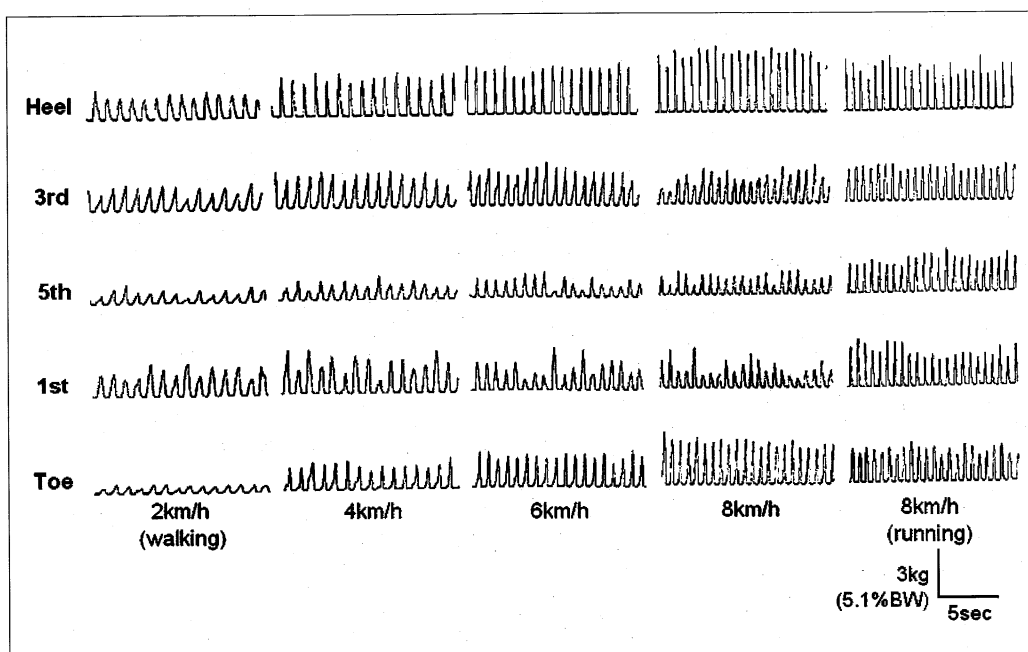 Heel
3rd
5th
1st
Toe
2km/h 4km/h 6km/h 8km/h 8km/h
(walking) (running)
3kg
(5.1%BW)
5sec